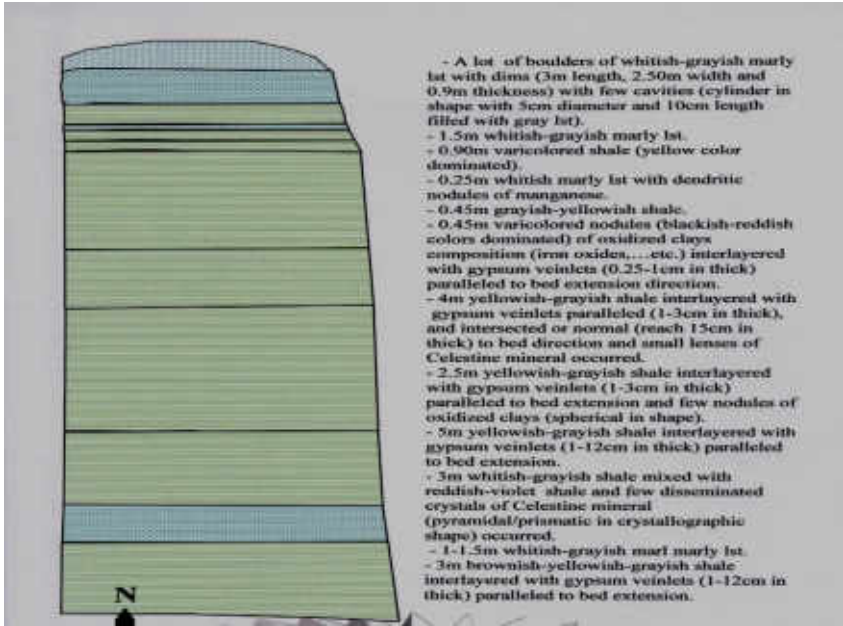 - A lot of boulders of whitish-grayish marly
lst with dims (3m length, 2.50m width and
0.9m thickness) with few cavities (cylinder in
shape with 5cm diameter and 10cm length
filled with gray lst).
- 1.5m whitish-grayish marly lst.
- 0.90m varicolored shale (yellow color
dominated).
- 0.25m whitish marly lst with dendritic
nodules of manganese.
- 0.45m grayish-yellowish shale.
- 0.45m varicolored nodules (blackish-reddish
colors dominated) of oxidized clays
composition (iron oxides,....etc.) interlayered
with gypsum veinlets (0.25-1cm in thick)
paralleled to bed extension direction.
- 4m yellowish-grayish shale interlayered with
gypsum veinlets paralleled (1-3cm in thick),
and intersected or normal (reach 15cm in
thick) to bed direction and small lenses of
Celestine mineral occurred.
- 2.5m yellowish-grayish shale interlayered
with gypsum veinlets (1-3cm in thick)
paralleled to bed extension and few nodules of
oxidized clays (spherical in shape).
- 5m yellowish-grayish shale interlayered with
gypsum veinlets (1-12cm in thick) paralleled
to bed extension.
- 3m whitish-grayish shale mixed with
reddish-violet shale and few disseminated
crystals of Celestine mineral
(pyramidal/prismatic in crystallographic
shape) occurred.
- 1-1.5m whitish-grayish marl marly lst.
- 3m brownish-yellowish-grayish shale
interlayered with gypsum veinlets (1-12cm in
thick) paralleled to bed extension.
N